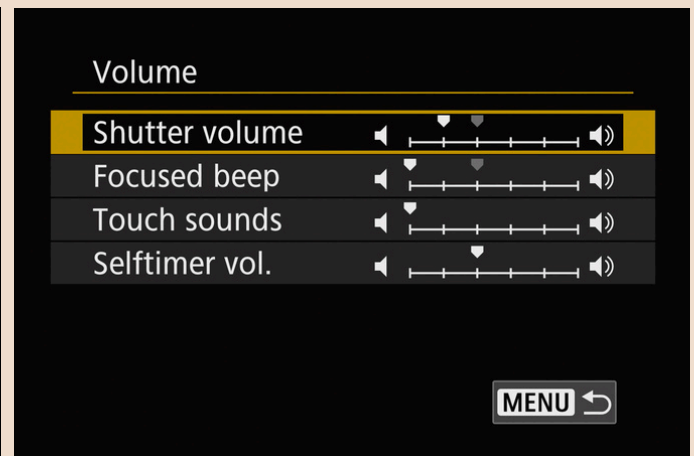 Volume
Shutter volume
Focused beep
Touch sounds
Selftimer vol.
MENU